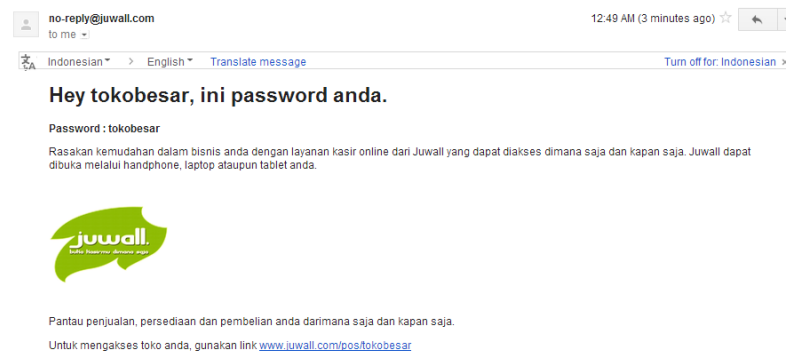 no-reply@juwall.com
12:49 AM (3 minutes ago)
to me
Indonesian > English Translate message
Turn off for: Indonesian x
Hey tokobesar, ini password anda.
Password : tokobesar
Rasakan kemudahan dalam bisnis anda dengan layanan kasir online dari Juwall yang dapat diakses dimana saja dan kapan saja. Juwall dapat
dibuka melalui handphone, laptop ataupun tablet anda.
juwall.
Pantau penjualan, persediaan dan pembelian anda darimana saja dan kapan saja.
Untuk mengakses toko anda, gunakan link www.juwall.com/pos/tokobesar